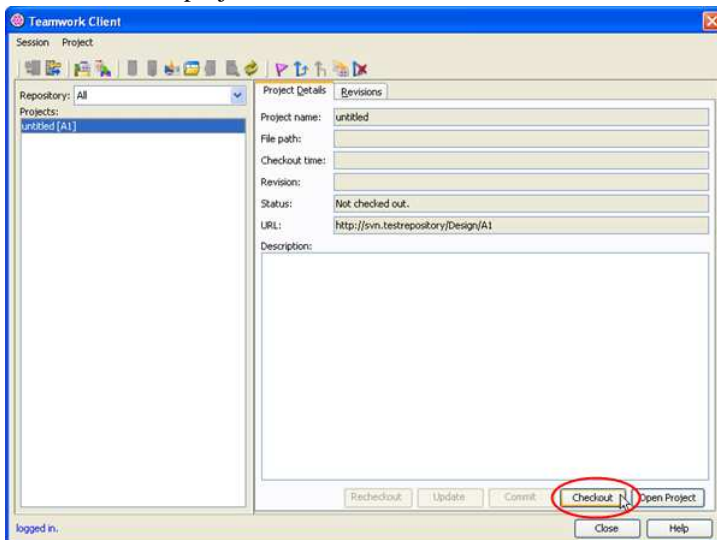 Teamwork Client
Session Project
Repository: All
Projects:
untitled [A1]
Project Details Revisions
Project name: untitled
File path:
Checkout time:
Revision:
Status: Not checked out.
URL: http://svn.testrepository/Design/A1
Description:
Recheckout Update Commit Checkout Open Project
logged in. Close Help